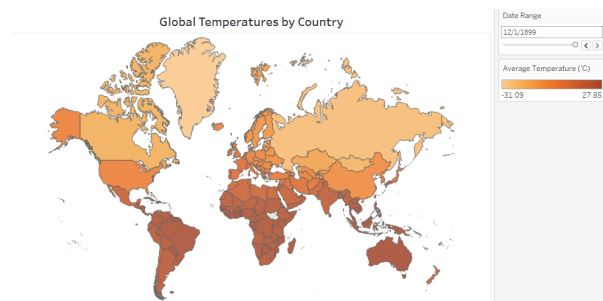 Global Temperatures by Country
Date Range
12/1/1899
Average Temperature (°C)
-31.09 27.85